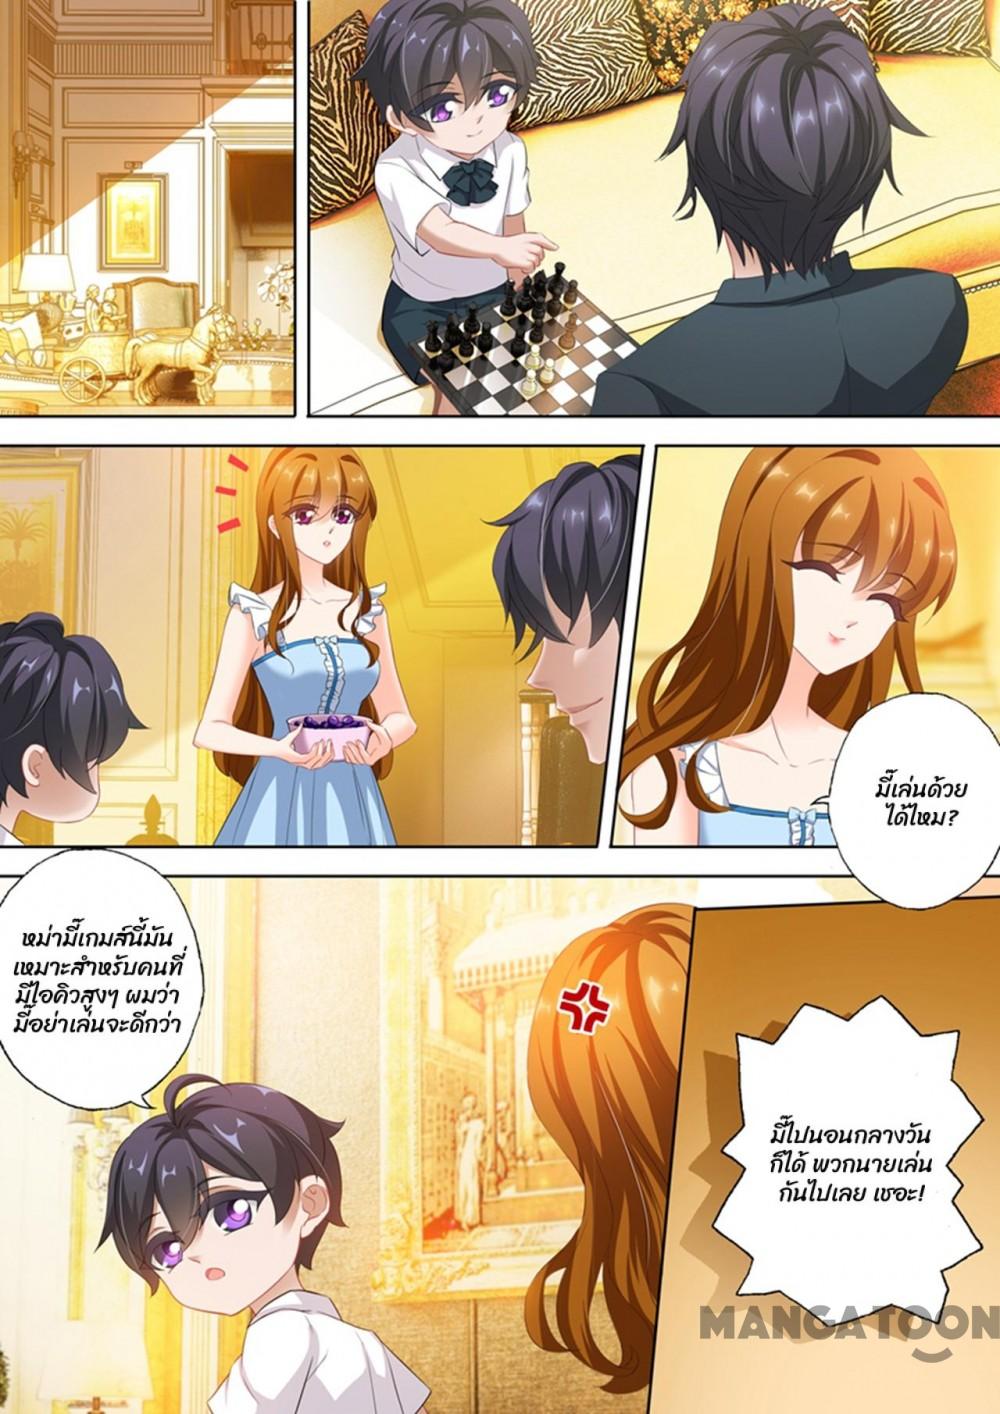 มี๊เล่นด้วย
ได้ไหม?
หม่ามี๊เกมส์นี้มัน
เหมาะสำหรับคนที่
มีไอคิวสูงๆ ผมว่า
มี๊อย่าเล่นจะดีกว่า
มี๊ไปนอนกลางวัน
ก็ได้ พวกนายเล่น
กันไปเลย เชอะ!
MANGATOON